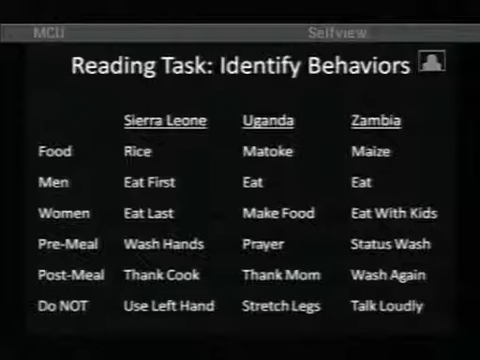 MCU Selfview
Reading Task: Identify Behaviors
Sierra Leone Uganda Zambia
Food Rice Matoke Maize
Men Eat First Eat Eat
Women Eat Last Make Food Eat With Kids
Pre-Meal Wash Hands Prayer Status Wash
Post-Meal Thank Cook Thank Mom Wash Again
Do NOT Use Left Hand Stretch Legs Talk Loudly